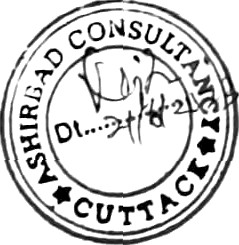 ASHIRBAD CONSULTANCY
Dt.....
★ CUTTACK ★